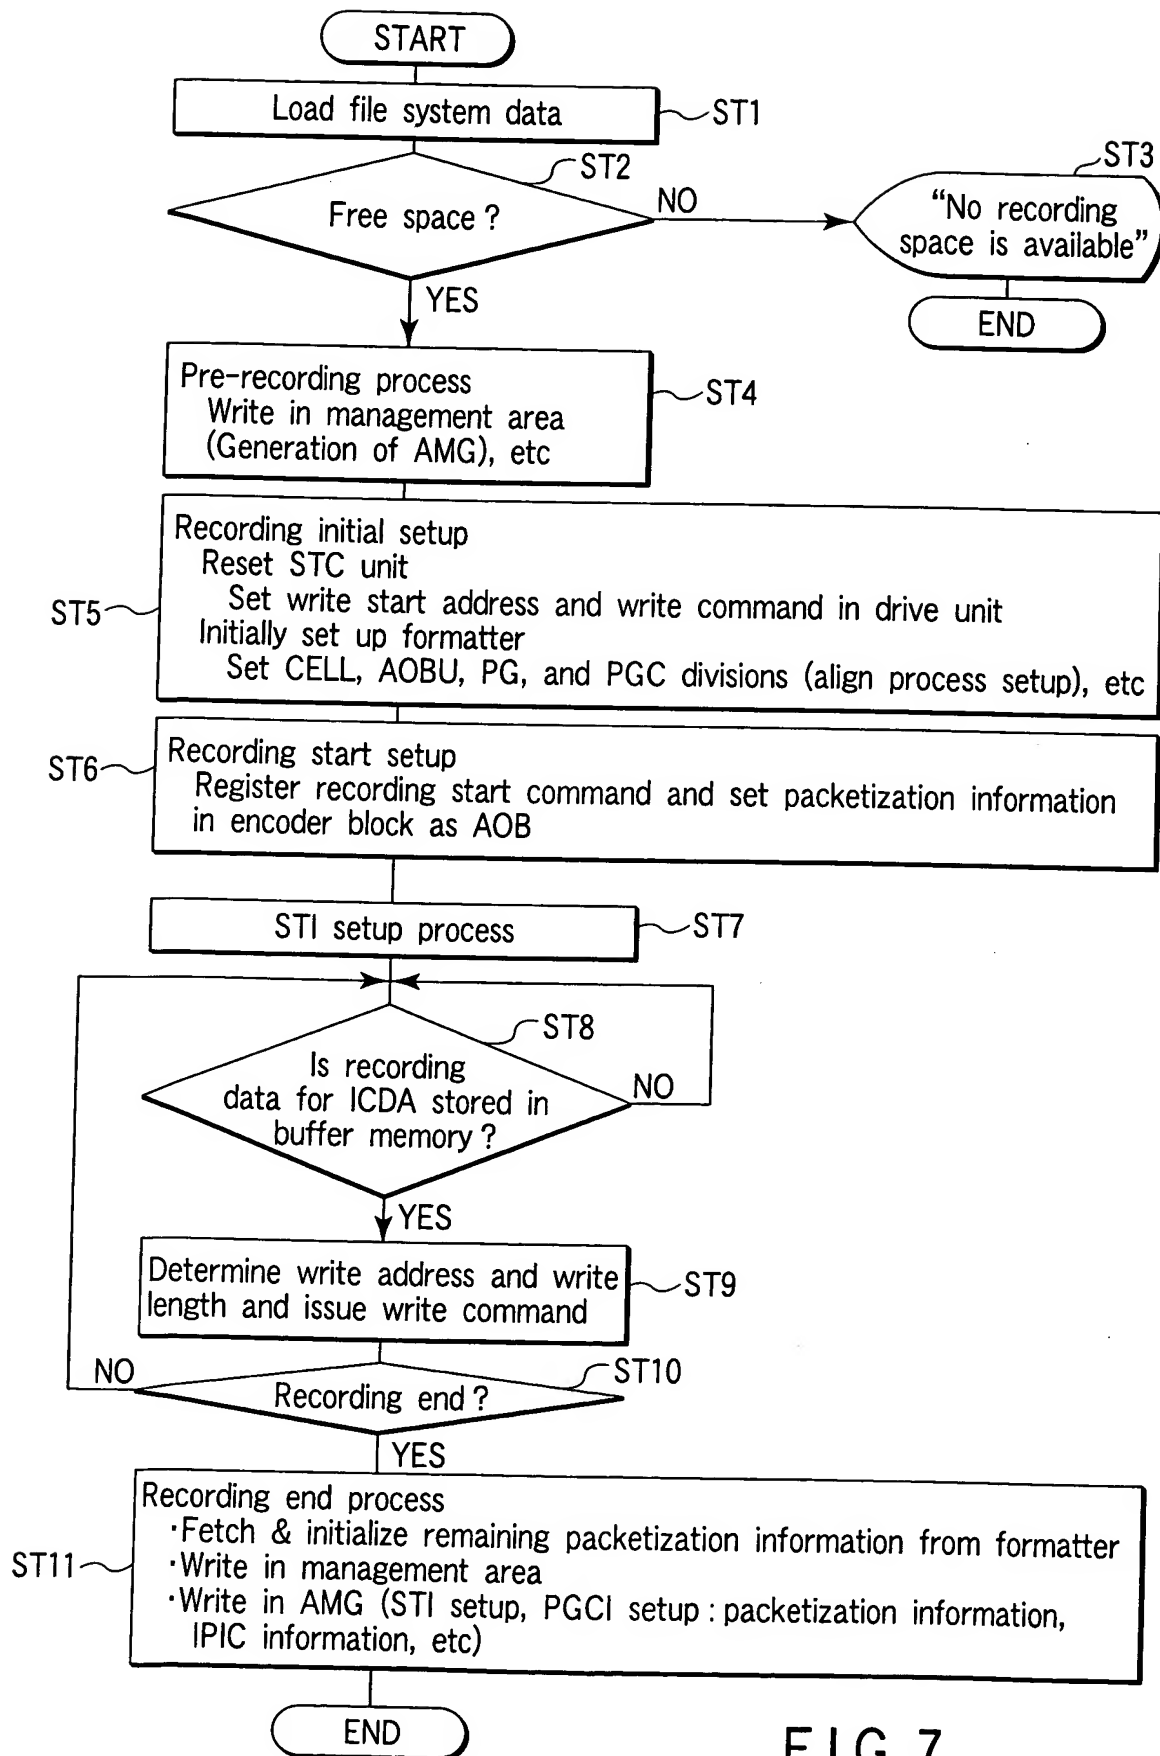 START
Load file system data
ST1
ST2
Free space ?
NO
ST3
“No recording
space is available”
END
YES
Pre-recording process
Write in management area
(Generation of AMG), etc
ST4
Recording initial setup
Reset STC unit
Set write start address and write command in drive unit
Initially set up formatter
Set CELL, AOBU, PG, and PGC divisions (align process setup), etc
ST5
Recording start setup
Register recording start command and set packetization information
in encoder block as AOB
ST6
STI setup process
ST7
ST8
Is recording
data for ICDA stored in
buffer memory ?
NO
YES
Determine write address and write
length and issue write command
ST9
NO
ST10
Recording end ?
YES
Recording end process
·Fetch & initialize remaining packetization information from formatter
·Write in management area
·Write in AMG (STI setup, PGCI setup : packetization information,
IPIC information, etc)
ST11
END
FIG. 7